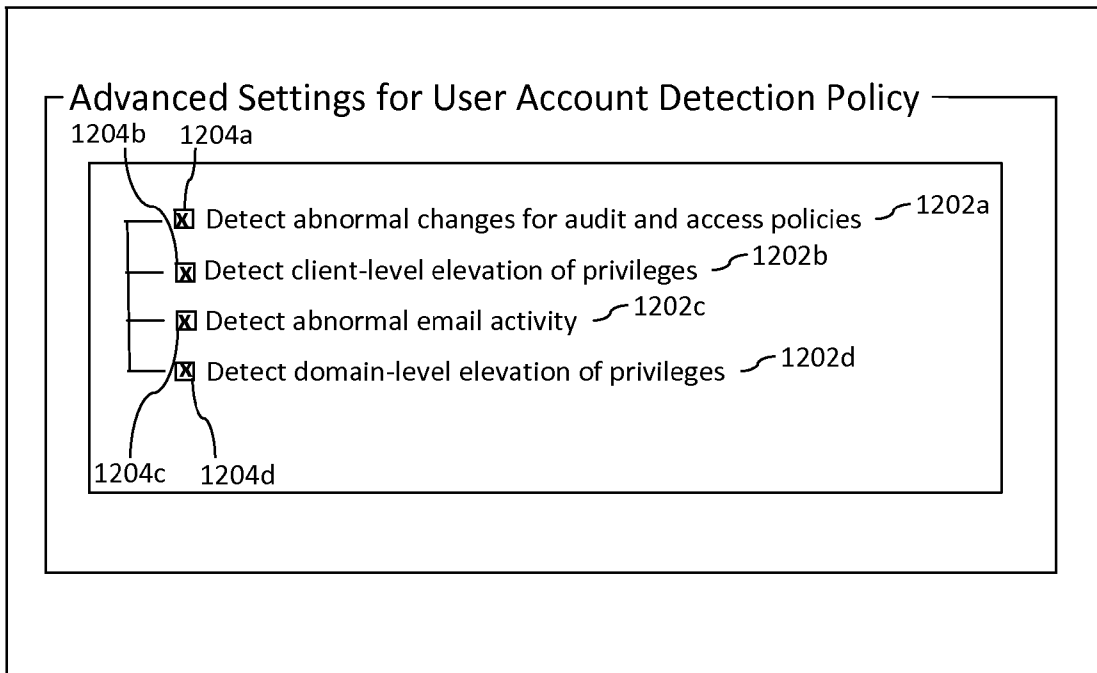 Advanced Settings for User Account Detection Policy
1204b 1204a
X Detect abnormal changes for audit and access policies 1202a
X Detect client-level elevation of privileges 1202b
X Detect abnormal email activity 1202c
X Detect domain-level elevation of privileges 1202d
1204c 1204d